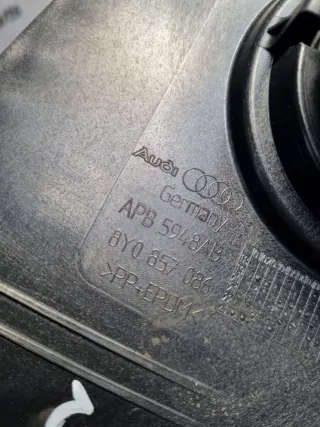 Audi
Germany
APB 5948AB
8Y0 857 086
>PP+EPDM<